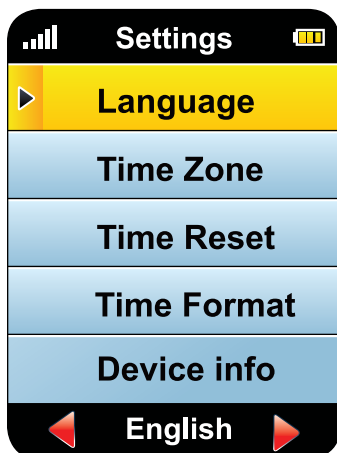 Settings
Language
Time Zone
Time Reset
Time Format
Device info
English